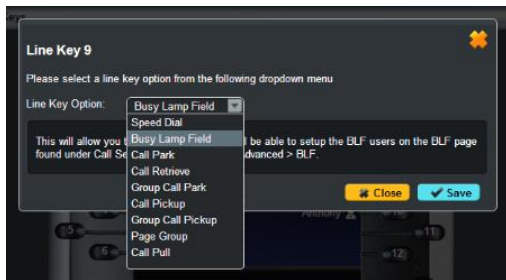 Keys
Line Key 9
Please select a line key option from the following dropdown menu
Line Key Option: Busy Lamp Field
Speed Dial
Busy Lamp Field
Call Park
Call Retrieve
Group Call Park
Call Pickup
Group Call Pickup
Page Group
Call Pull
This will allow you t be able to setup the BLF users on the BLF page
found under Call Se dvanced > BLF.
Close Save
Anthony
5
11
6
12